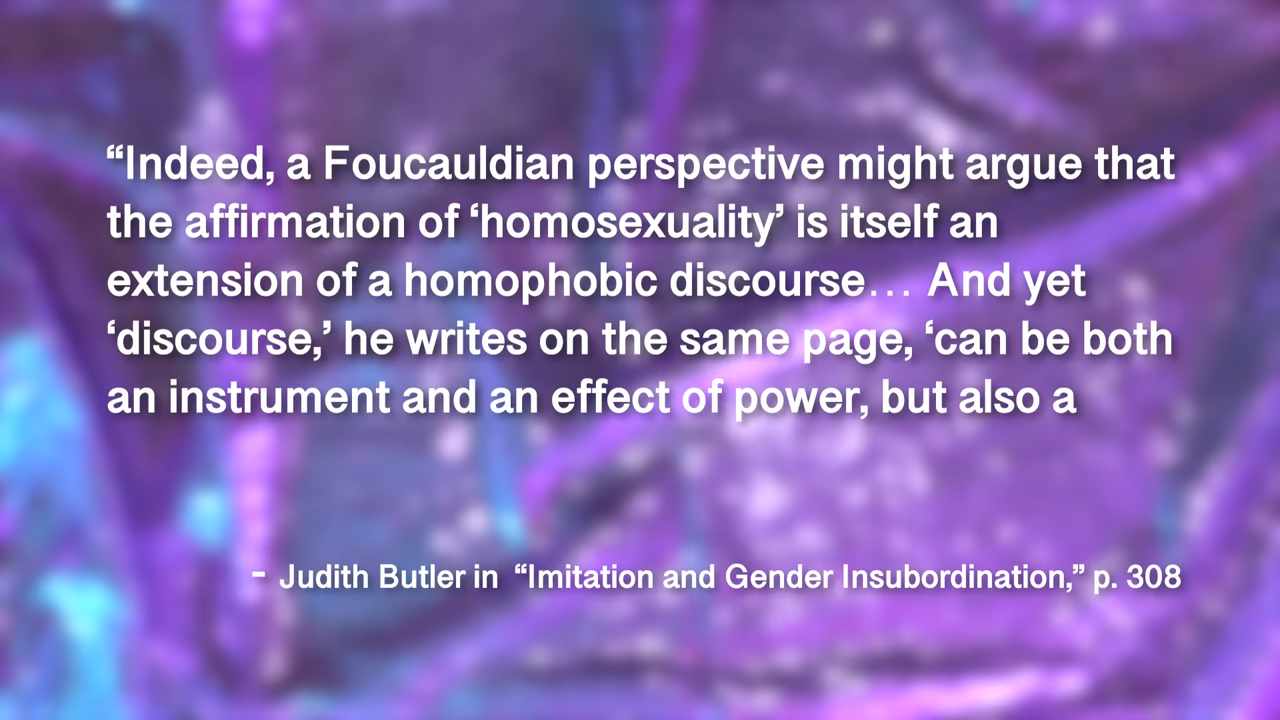 “Indeed, a Foucauldian perspective might argue that
the affirmation of ‘homosexuality’ is itself an
extension of a homophobic discourse… And yet
‘discourse,’ he writes on the same page, ‘can be both
an instrument and an effect of power, but also a
- Judith Butler in “Imitation and Gender Insubordination,” p. 308